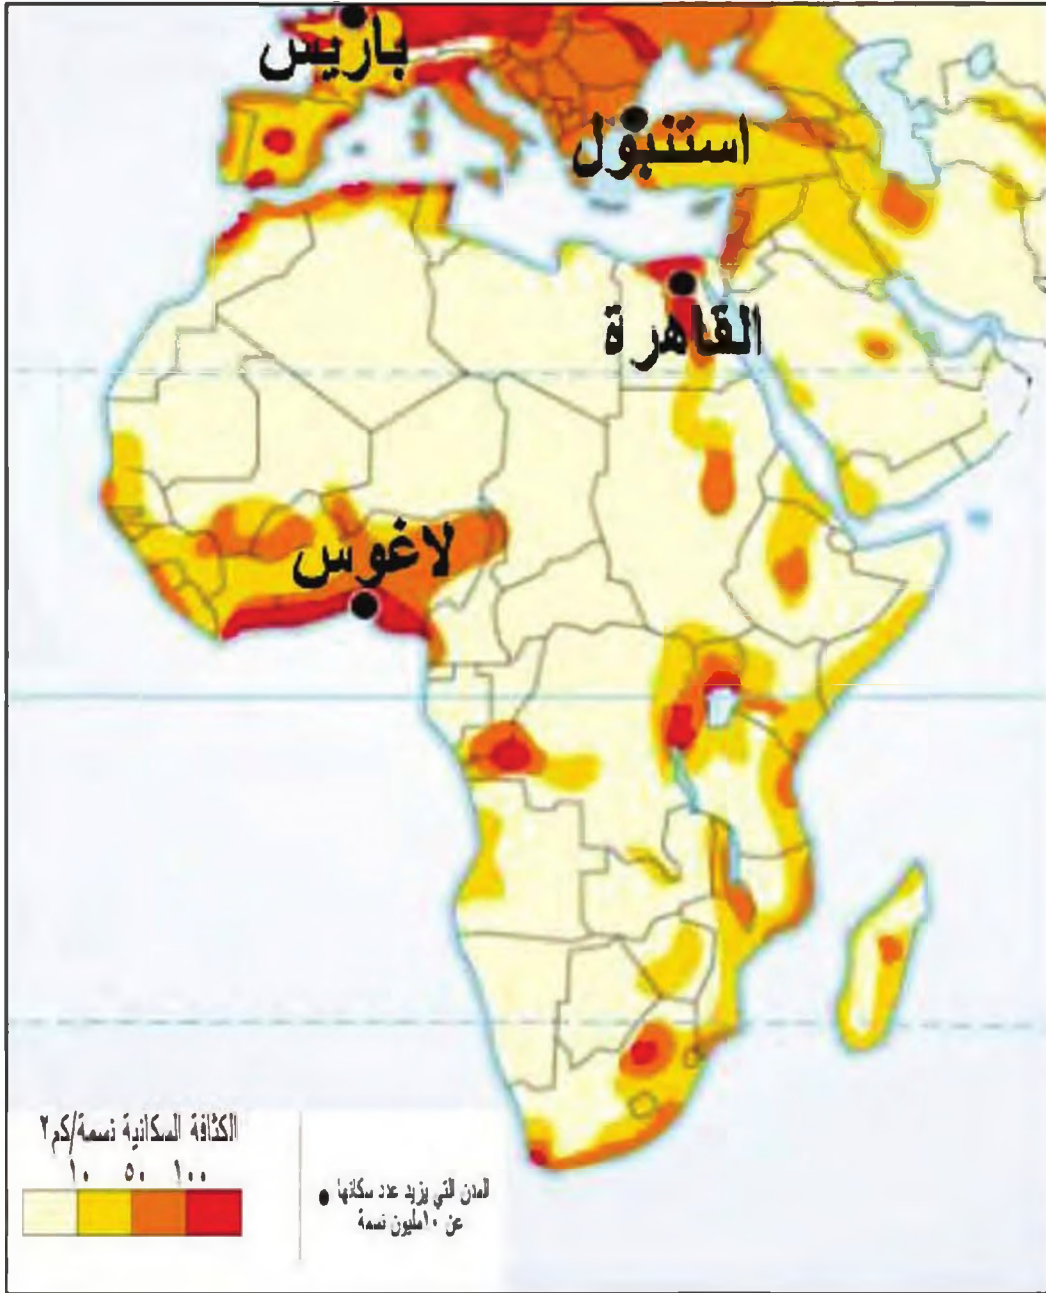 باريس
استنبول
القاهرة
لاغوس
الكثافة السكانية نسمة/كم٢
١٠ ٥٠ ١٠٠
المدن التي يزيد عدد سكانها
عن ١٠مليون نسمة